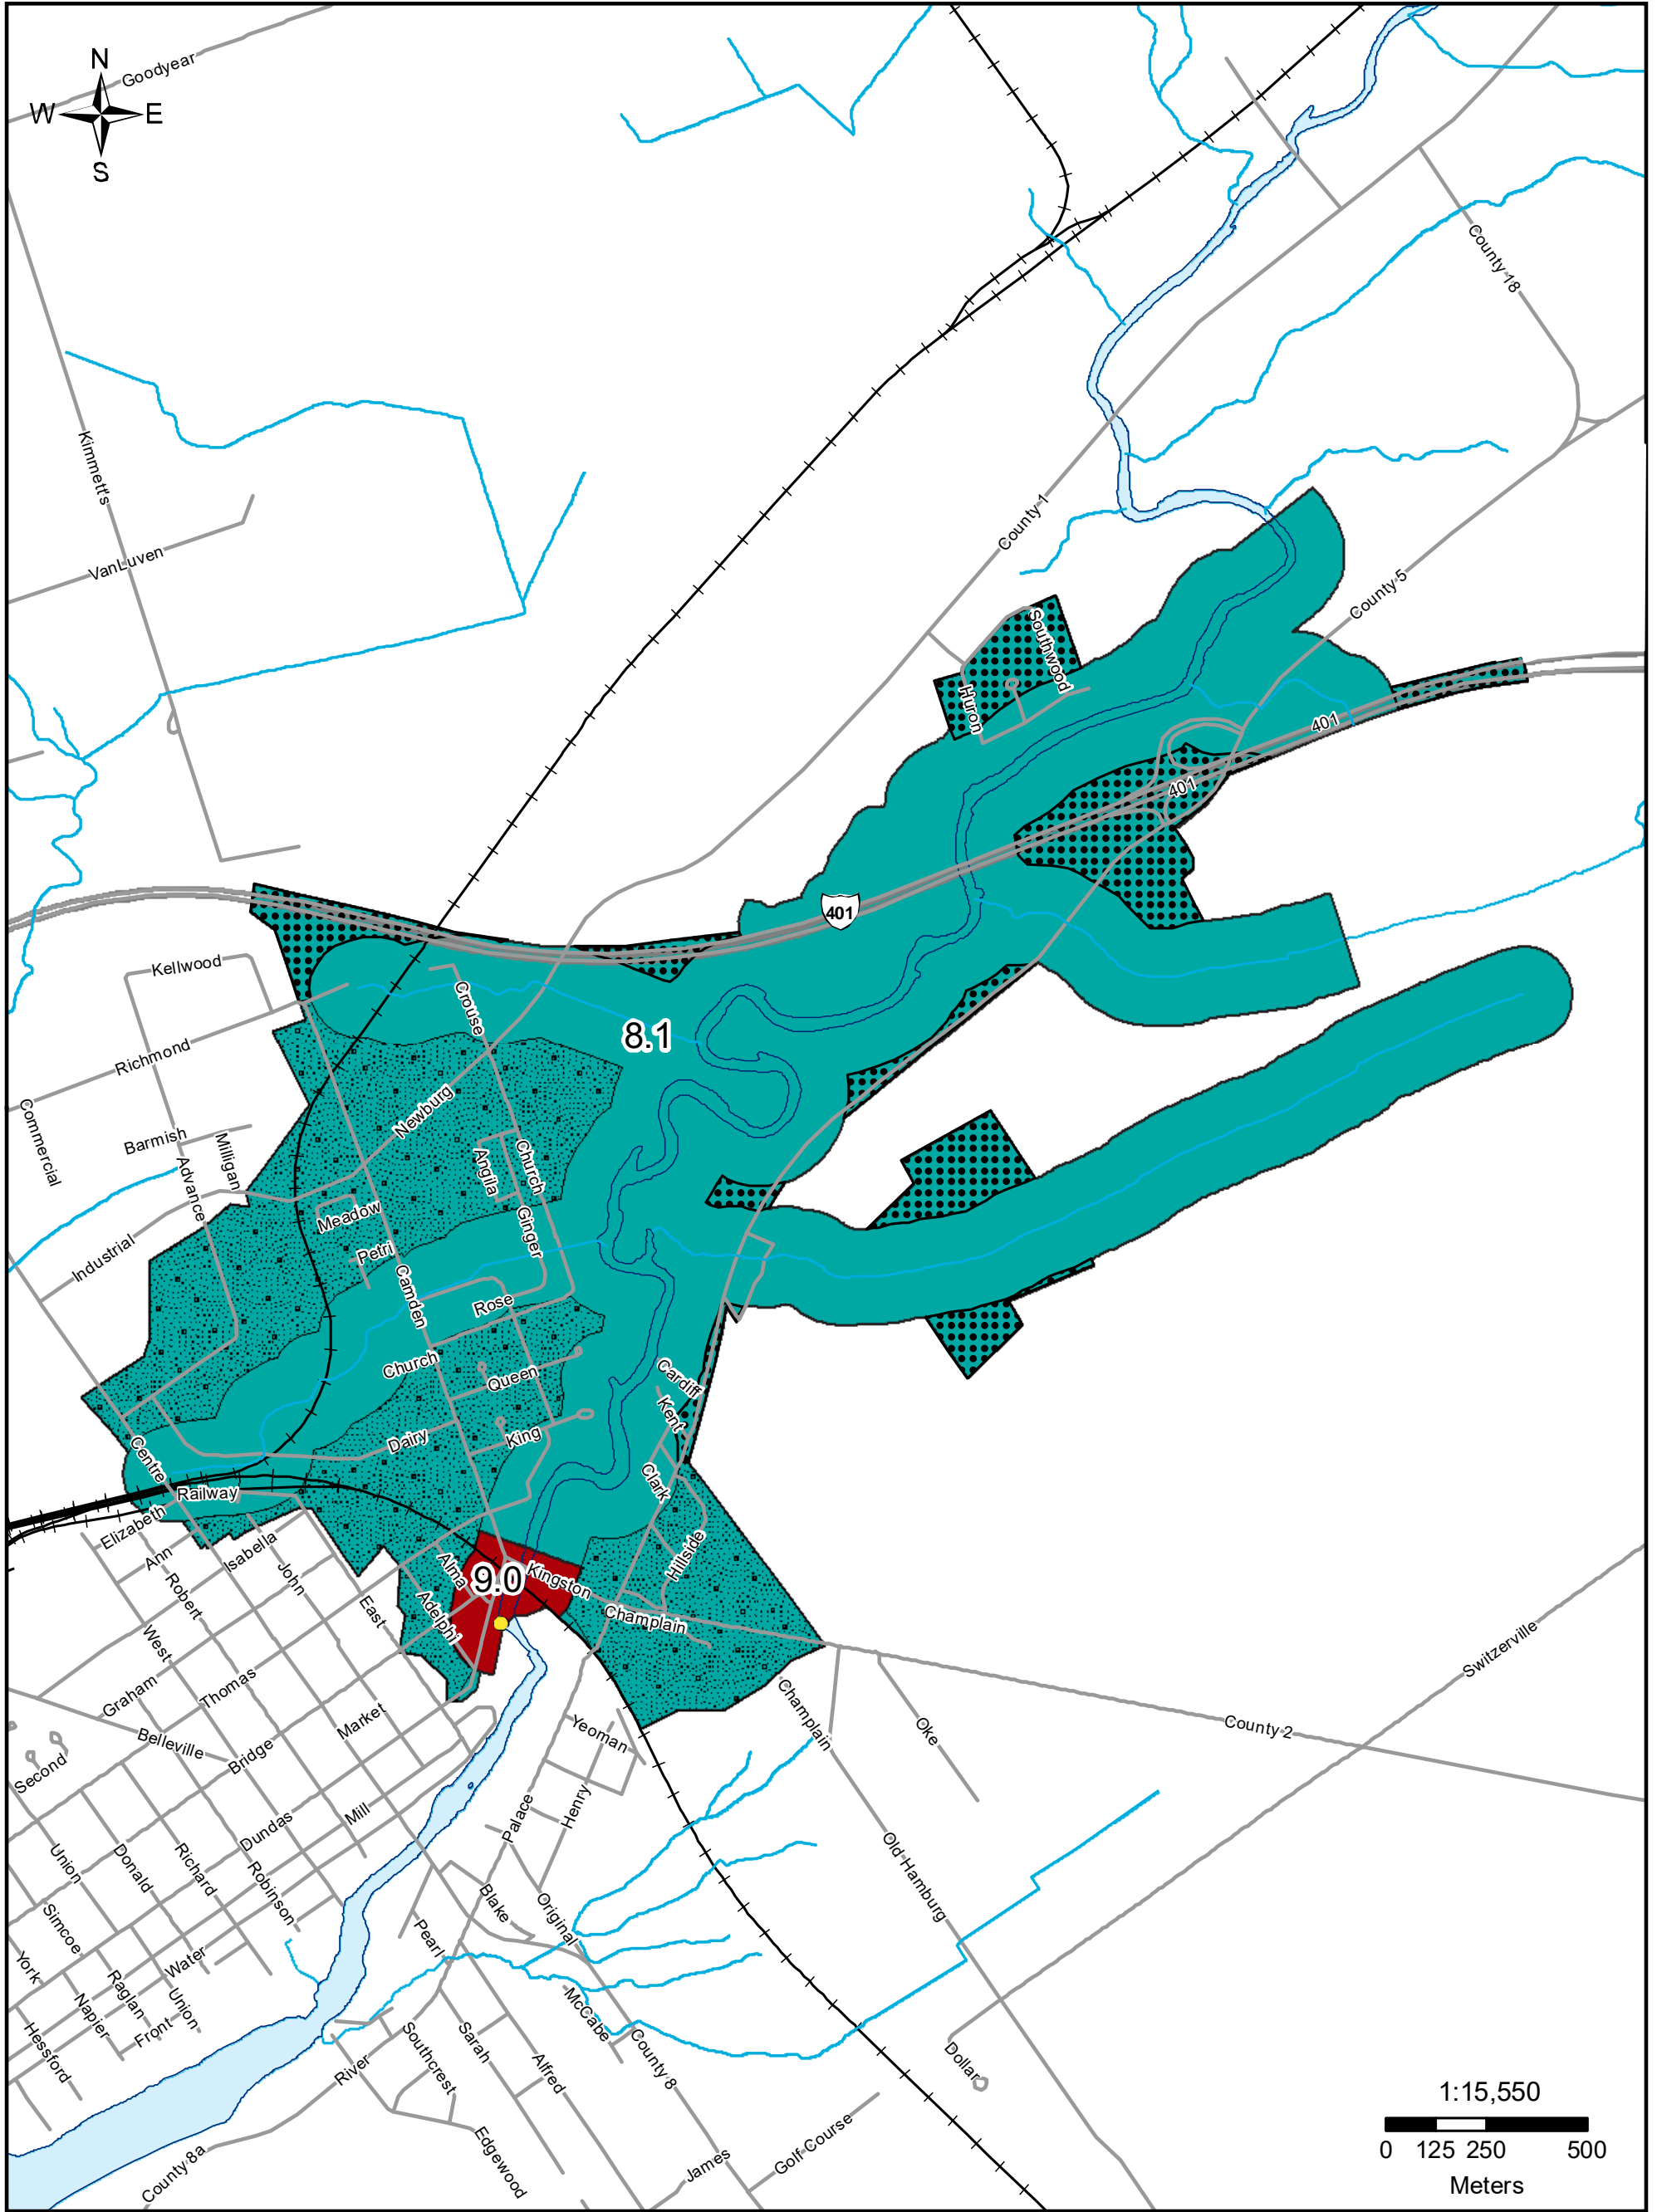 N
Goodyear
W
E
S
County 18
Kimmett's
County 1
VanLuven
County 5
Southwood
Huron
401
401
401
Kellwood
Crouse
8.1
Richmond
Newburg
Commercial
Barmish
Milligan
Church
Angila
Advance
Meadow
Ginger
Industrial
Petri
Camden
Rose
Church
Queen
Cardiff
Kent
Dairy
King
Centre
Clark
Railway
Elizabeth
Hillside
Isabella
Ann
Alma
9.0
Kingston
John
Robert
Adelphi
East
Champlain
West
Switzerville
Thomas
Graham
Champlain
Market
Belleville
Yeoman
Oke
County 2
Bridge
Second
Henry
Mill
Palace
Dundas
Union
Donald
Richard
Robinson
Old Hamburg
Blake
Original
Simcoe
Pearl
Water
York
Raglan
Union
Napier
McCabe
Front
Hessford
Sarah
Southcrest
County 8
River
Alfred
Dollar
1:15,550
Golf-Course
Edgewood
James
County 8a
0 125 250 500
Meters